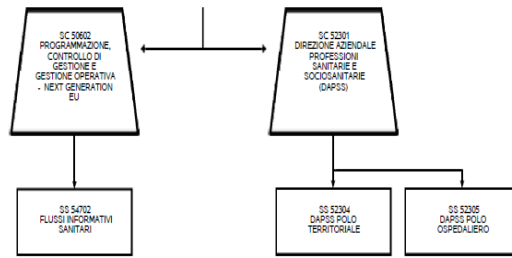 SC 50602
PROGRAMMAZIONE,
CONTROLLO DI
GESTIONE E
GESTIONE OPERATIVA
- NEXT GENERATION
EU
SC 52301
DIREZIONE AZIENDALE
PROFESSIONI
SANITARIE E
SOCIOSANITARIE
(DAPSS)
SS 54702
FLUSSI INFORMATIVI
SANITARI
SS 52304
DAPSS POLO
TERRITORIALE
SS 52305
DAPSS POLO
OSPEDALIERO